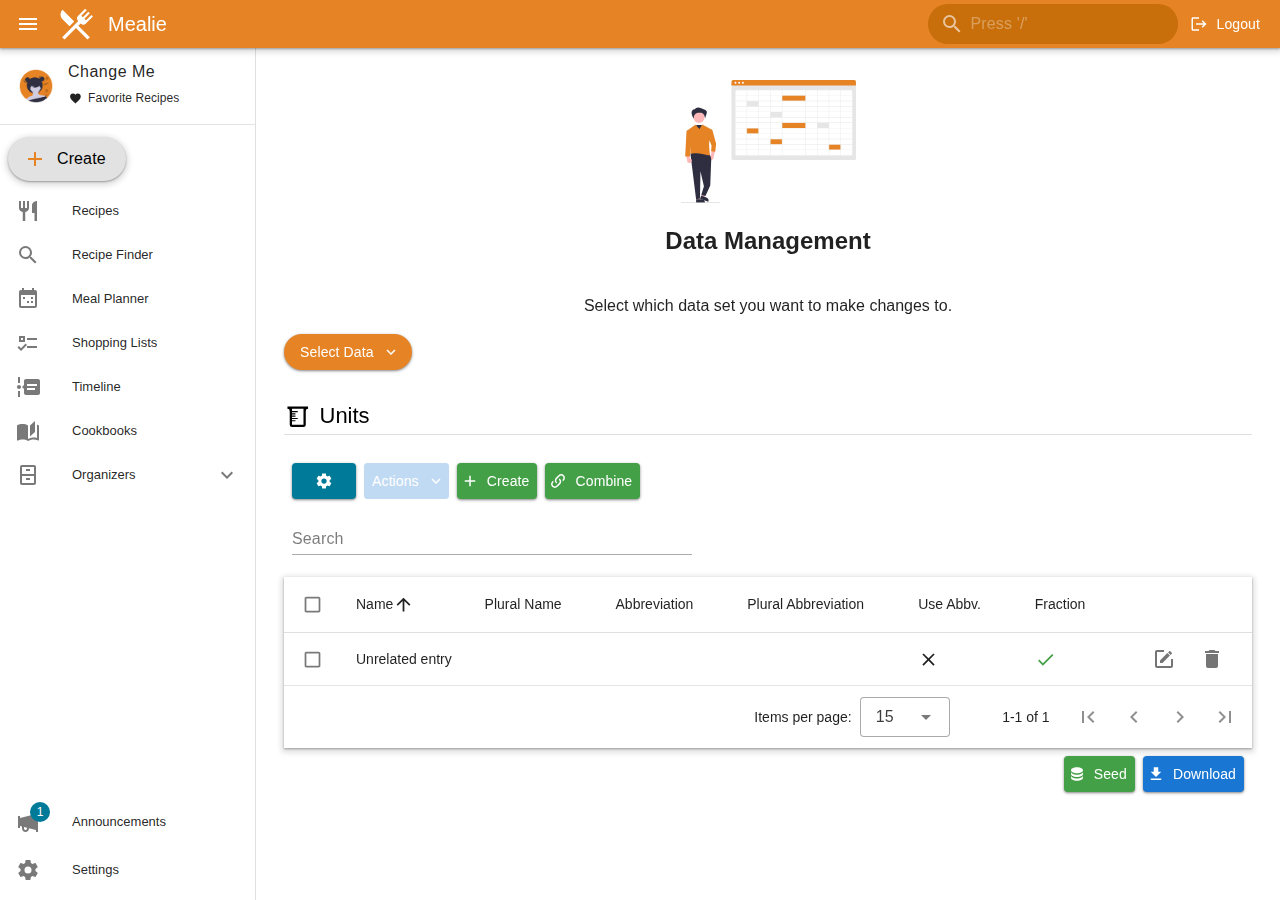 Mealie
Press '/'
Logout
Change Me
Favorite Recipes
Create
Recipes
Recipe Finder
Meal Planner
Shopping Lists
Timeline
Cookbooks
Organizers
1
Announcements
Settings
Data Management
Select which data set you want to make changes to.
Select Data
Units
Actions
Create
Combine
Search
Name Plural Name Abbreviation Plural Abbreviation Use Abbv. Fraction
Unrelated entry
Items per page: 15 1-1 of 1
Seed
Download